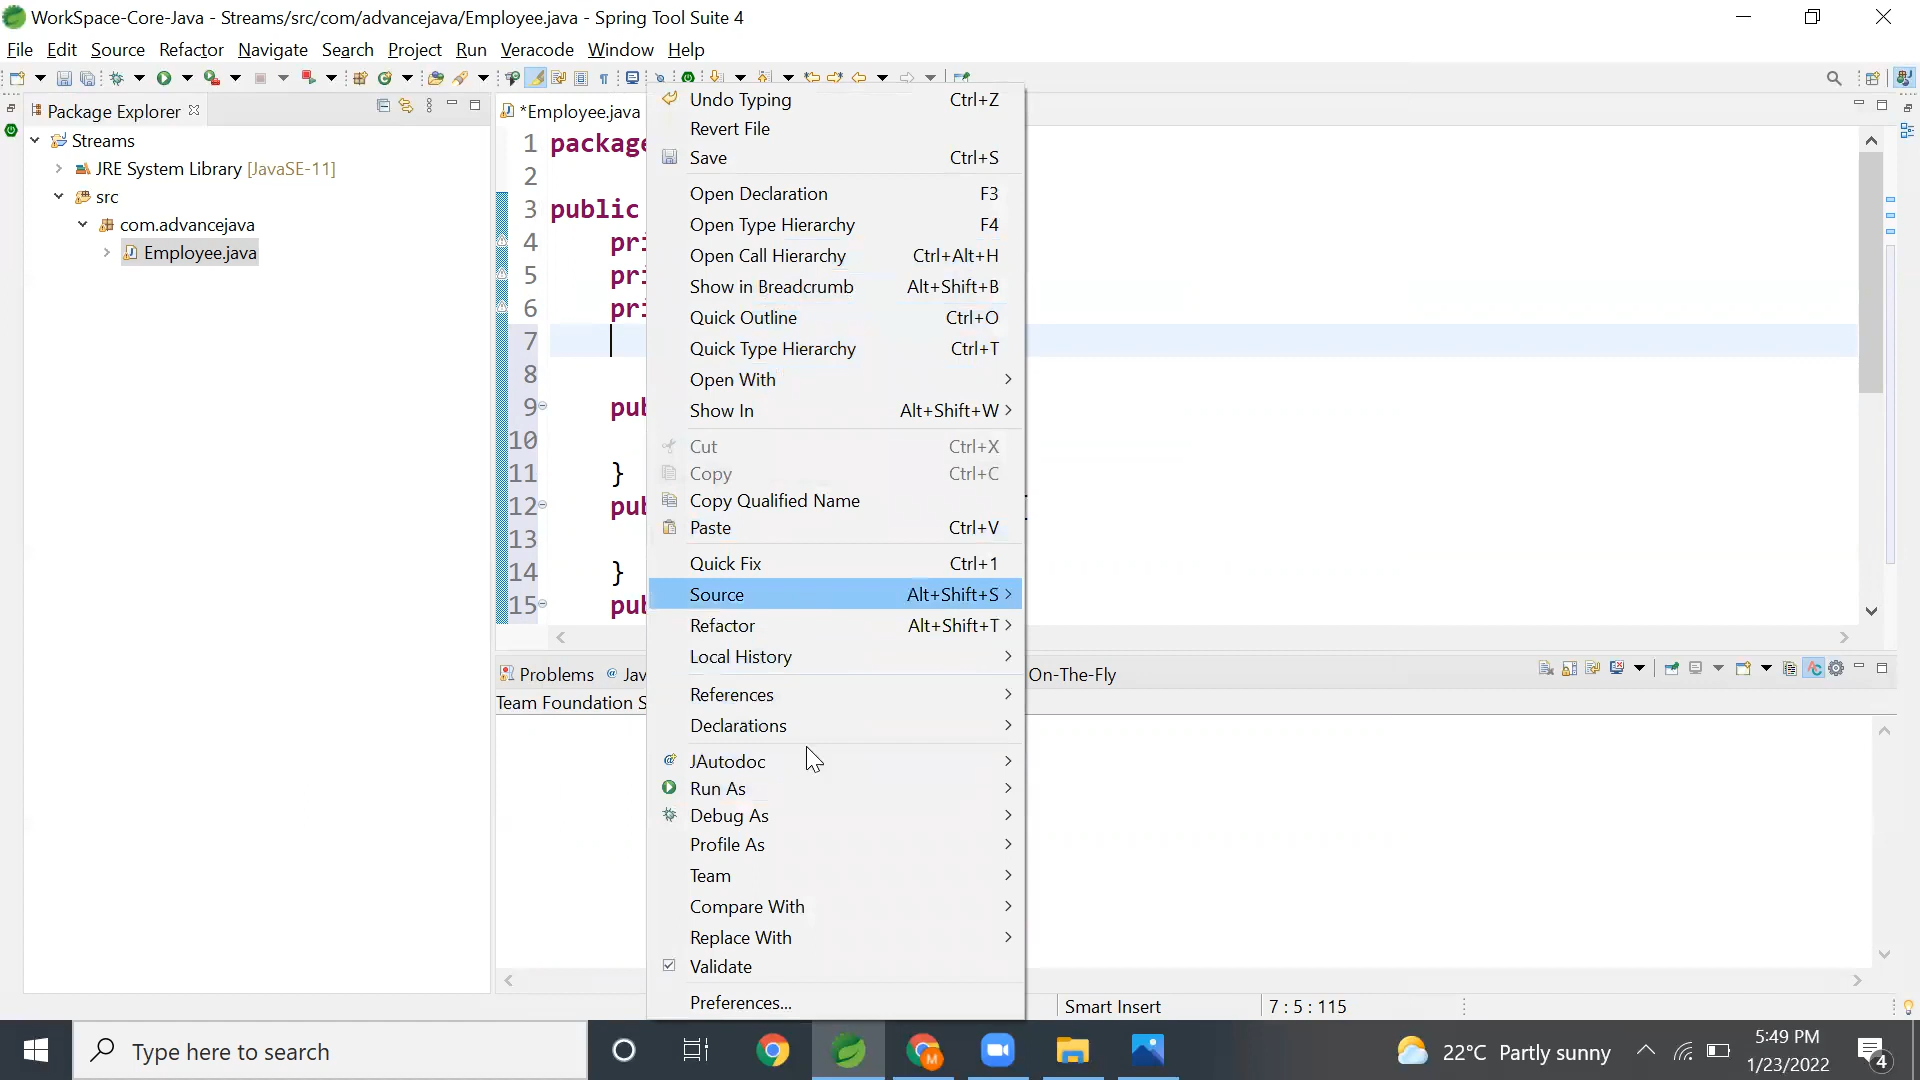 WorkSpace-Core-Java - Streams/src/com/advancejava/Employee.java - Spring Tool Suite 4
File Edit Source Refactor Navigate Search Project Run Veracode Window Help
Package Explorer
Streams
JRE System Library [JavaSE-11]
src
com.advancejava
Employee.java
*Employee.java
1 package
2
3 public
4 pri
5 pri
6 pri
7
8
9 pub
10
11 }
12 pub
13
14 }
15 pub
Undo Typing Ctrl+Z
Revert File
Save Ctrl+S
Open Declaration F3
Open Type Hierarchy F4
Open Call Hierarchy Ctrl+Alt+H
Show in Breadcrumb Alt+Shift+B
Quick Outline Ctrl+O
Quick Type Hierarchy Ctrl+T
Open With
Show In Alt+Shift+W
Cut Ctrl+X
Copy Ctrl+C
Copy Qualified Name
Paste Ctrl+V
Quick Fix Ctrl+1
Source Alt+Shift+S
Refactor Alt+Shift+T
Local History
References
Declarations
JAutodoc
Run As
Debug As
Profile As
Team
Compare With
Replace With
Validate
Preferences...
Problems @ Jav
On-The-Fly
Team Foundation S
Smart Insert 7 : 5 : 115
Type here to search
22°C Partly sunny
5:49 PM
1/23/2022
4